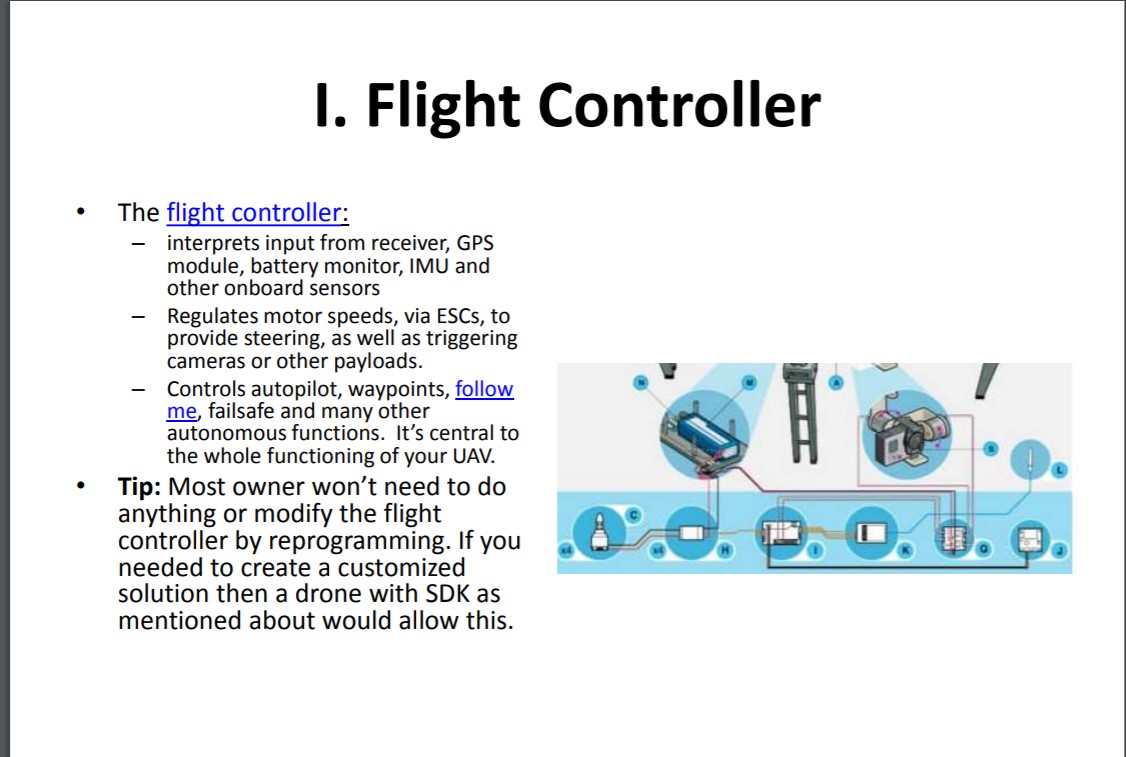 I. Flight Controller
• The flight controller:
– interprets input from receiver, GPS
module, battery monitor, IMU and
other onboard sensors
– Regulates motor speeds, via ESCs, to
provide steering, as well as triggering
cameras or other payloads.
– Controls autopilot, waypoints, follow
me, failsafe and many other
autonomous functions.  It’s central to
the whole functioning of your UAV.
• Tip: Most owner won’t need to do
anything or modify the flight
controller by reprogramming. If you
needed to create a customized
solution then a drone with SDK as
mentioned about would allow this.
N
M
A
S
L
C
x4
x4
H
I
K
Q
J